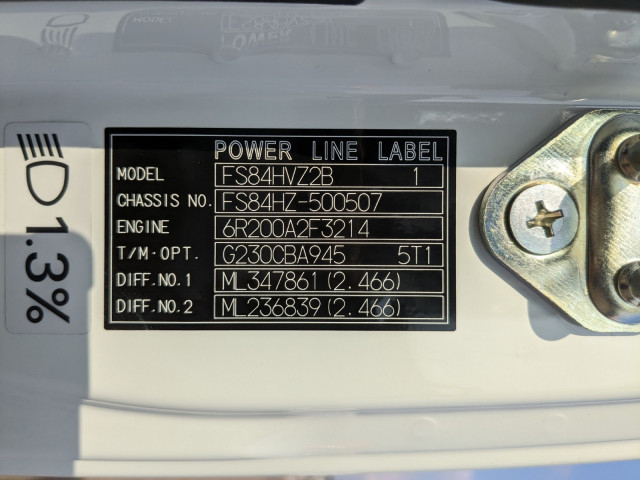 POWER LINE LABEL
MODEL FS84HVZ2B 1
CHASSIS NO. FS84HZ-500507
ENGINE 6R200A2F3214
T/M·OPT. G230CBA945 5T1
DIFF.NO.1 ML347861(2.466)
DIFF.NO.2 ML236839(2.466)
1.3%